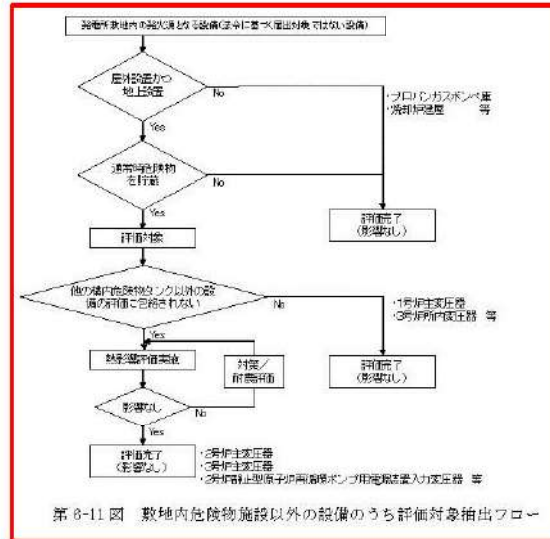 発電所敷地内の発火源となる設備(法令に基づく届出対象ではない設備)
屋外設置かつ
地上設置
No
・プロパンガスボンベ庫
・焼却炉建屋 等
Yes
通常時危険物
を貯蔵
No
Yes
評価完了
(影響なし)
評価対象
他の構内危険物タンク以外の設
備の評価に包絡されない
No
・1号炉主変圧器
・3号炉所内変圧器 等
Yes
熱影響評価実施
対策/
評価
評価完了
(影響なし)
影響なし
No
Yes
評価完了
(影響なし)
・2号炉主変圧器
・3号炉主変圧器
・2号炉静止型原子炉再循環ポンプ用電源装置入力変圧器 等
第6-11図 敷地内危険物施設以外の設備のうち評価対象抽出フロー